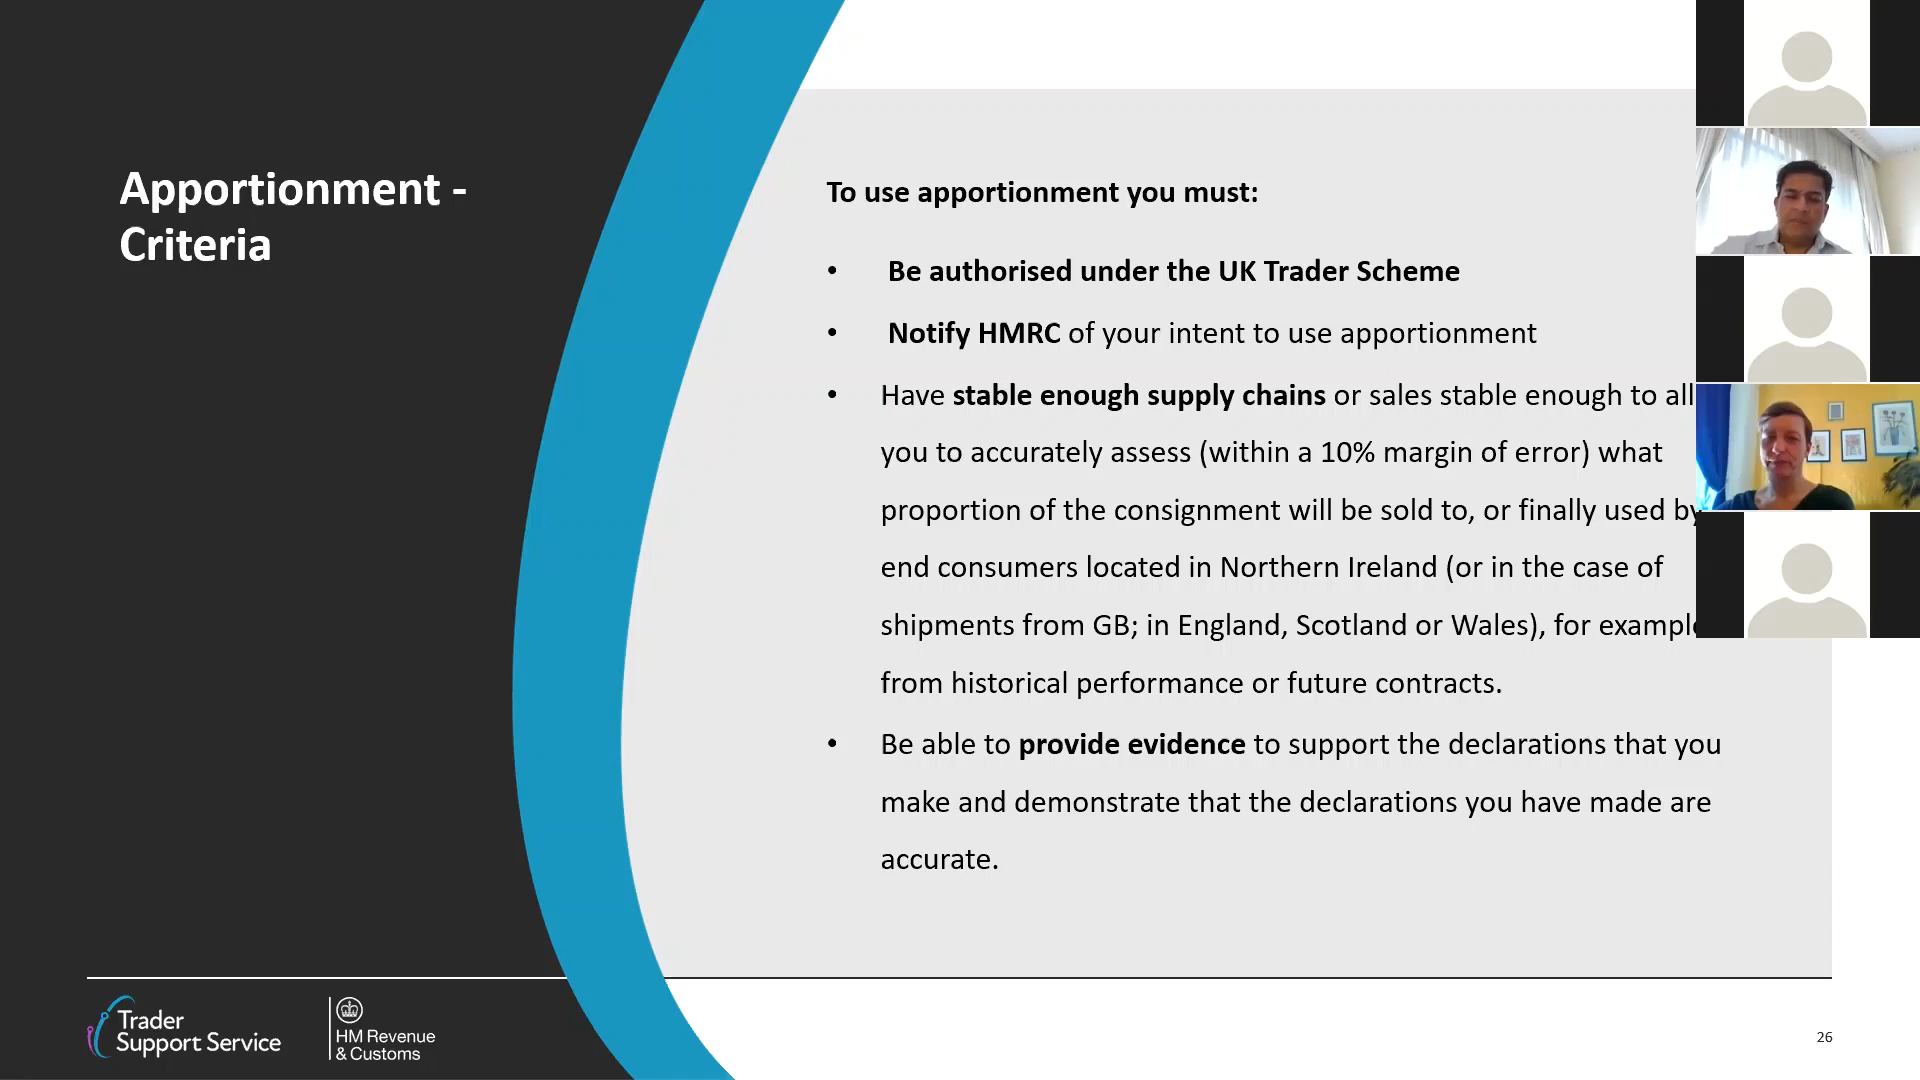 Apportionment -
Criteria
To use apportionment you must:
• Be authorised under the UK Trader Scheme
• Notify HMRC of your intent to use apportionment
• Have stable enough supply chains or sales stable enough to all
you to accurately assess (within a 10% margin of error) what
proportion of the consignment will be sold to, or finally used by
end consumers located in Northern Ireland (or in the case of
shipments from GB; in England, Scotland or Wales), for example
from historical performance or future contracts.
• Be able to provide evidence to support the declarations that you
make and demonstrate that the declarations you have made are
accurate.
Trader
Support Service
HM Revenue
& Customs
26